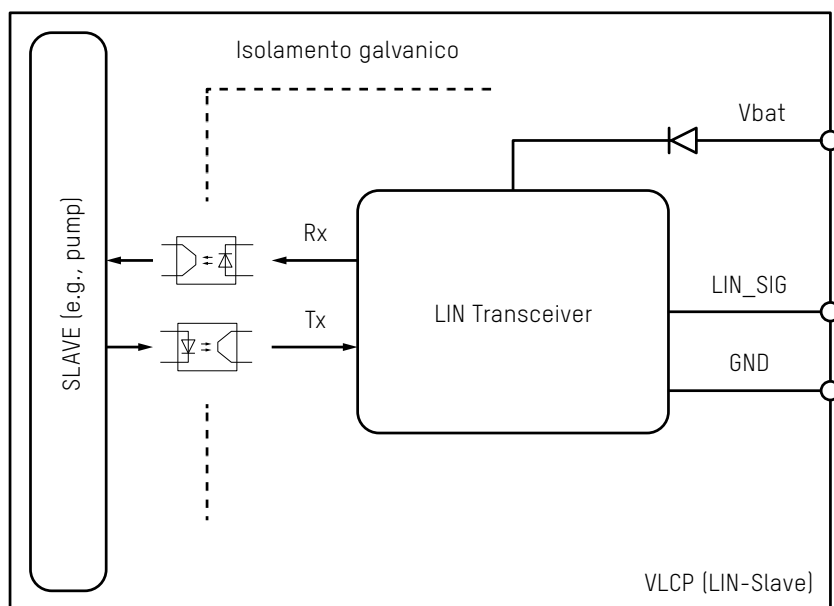 Isolamento galvanico
Vbat
SLAVE (e.g., pump)
Rx
Tx
LIN Transceiver
LIN_SIG
GND
VLCP (LIN-Slave)